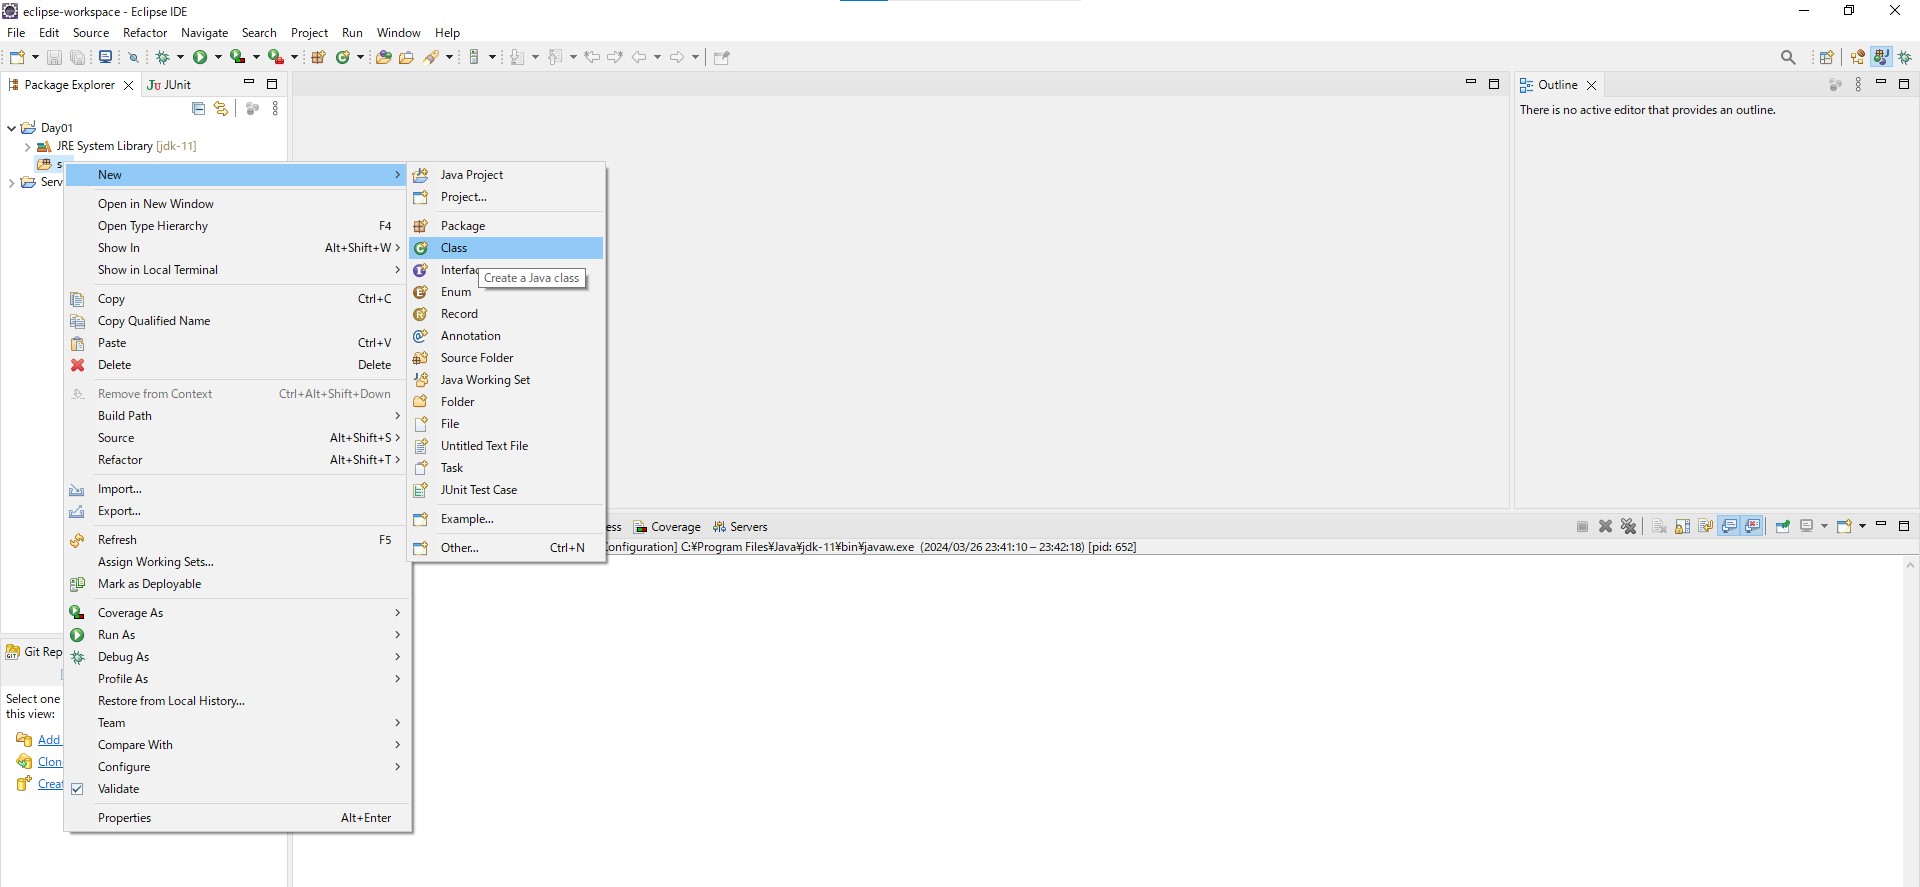 eclipse-workspace - Eclipse IDE
File Edit Source Refactor Navigate Search Project Run Window Help
Package Explorer
JUnit
Day01
JRE System Library [jdk-11]
New
Open in New Window
Open Type Hierarchy F4
Show In Alt+Shift+W
Show in Local Terminal
Copy Ctrl+C
Copy Qualified Name
Paste Ctrl+V
Delete Delete
Remove from Context Ctrl+Alt+Shift+Down
Build Path
Source Alt+Shift+S
Refactor Alt+Shift+T
Import...
Export...
Refresh F5
Assign Working Sets...
Mark as Deployable
Coverage As
Run As
Debug As
Profile As
Restore from Local History...
Team
Compare With
Configure
Validate
Properties Alt+Enter
Java Project
Project...
Package
Class
Create a Java class
Enum
Record
Annotation
Source Folder
Java Working Set
Folder
File
Untitled Text File
Task
JUnit Test Case
Example...
Other... Ctrl+N
Outline
There is no active editor that provides an outline.
Coverage
Servers
onfiguration] C:¥Program Files¥Java¥jdk-11¥bin¥javaw.exe (2024/03/26 23:41:10 – 23:42:18) [pid: 652]
Git Rep
Select one
this view:
Add
Clon
Creat